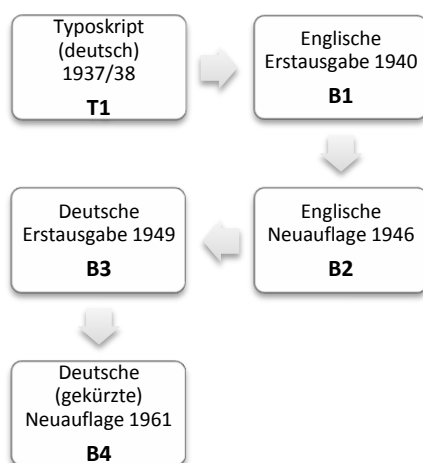 Typoskript
(deutsch)
1937/38
T1
Englische
Erstausgabe 1940
B1
Englische
Neuauflage 1946
B2
Deutsche
Erstausgabe 1949
B3
Deutsche
(gekürzte)
Neuauflage 1961
B4